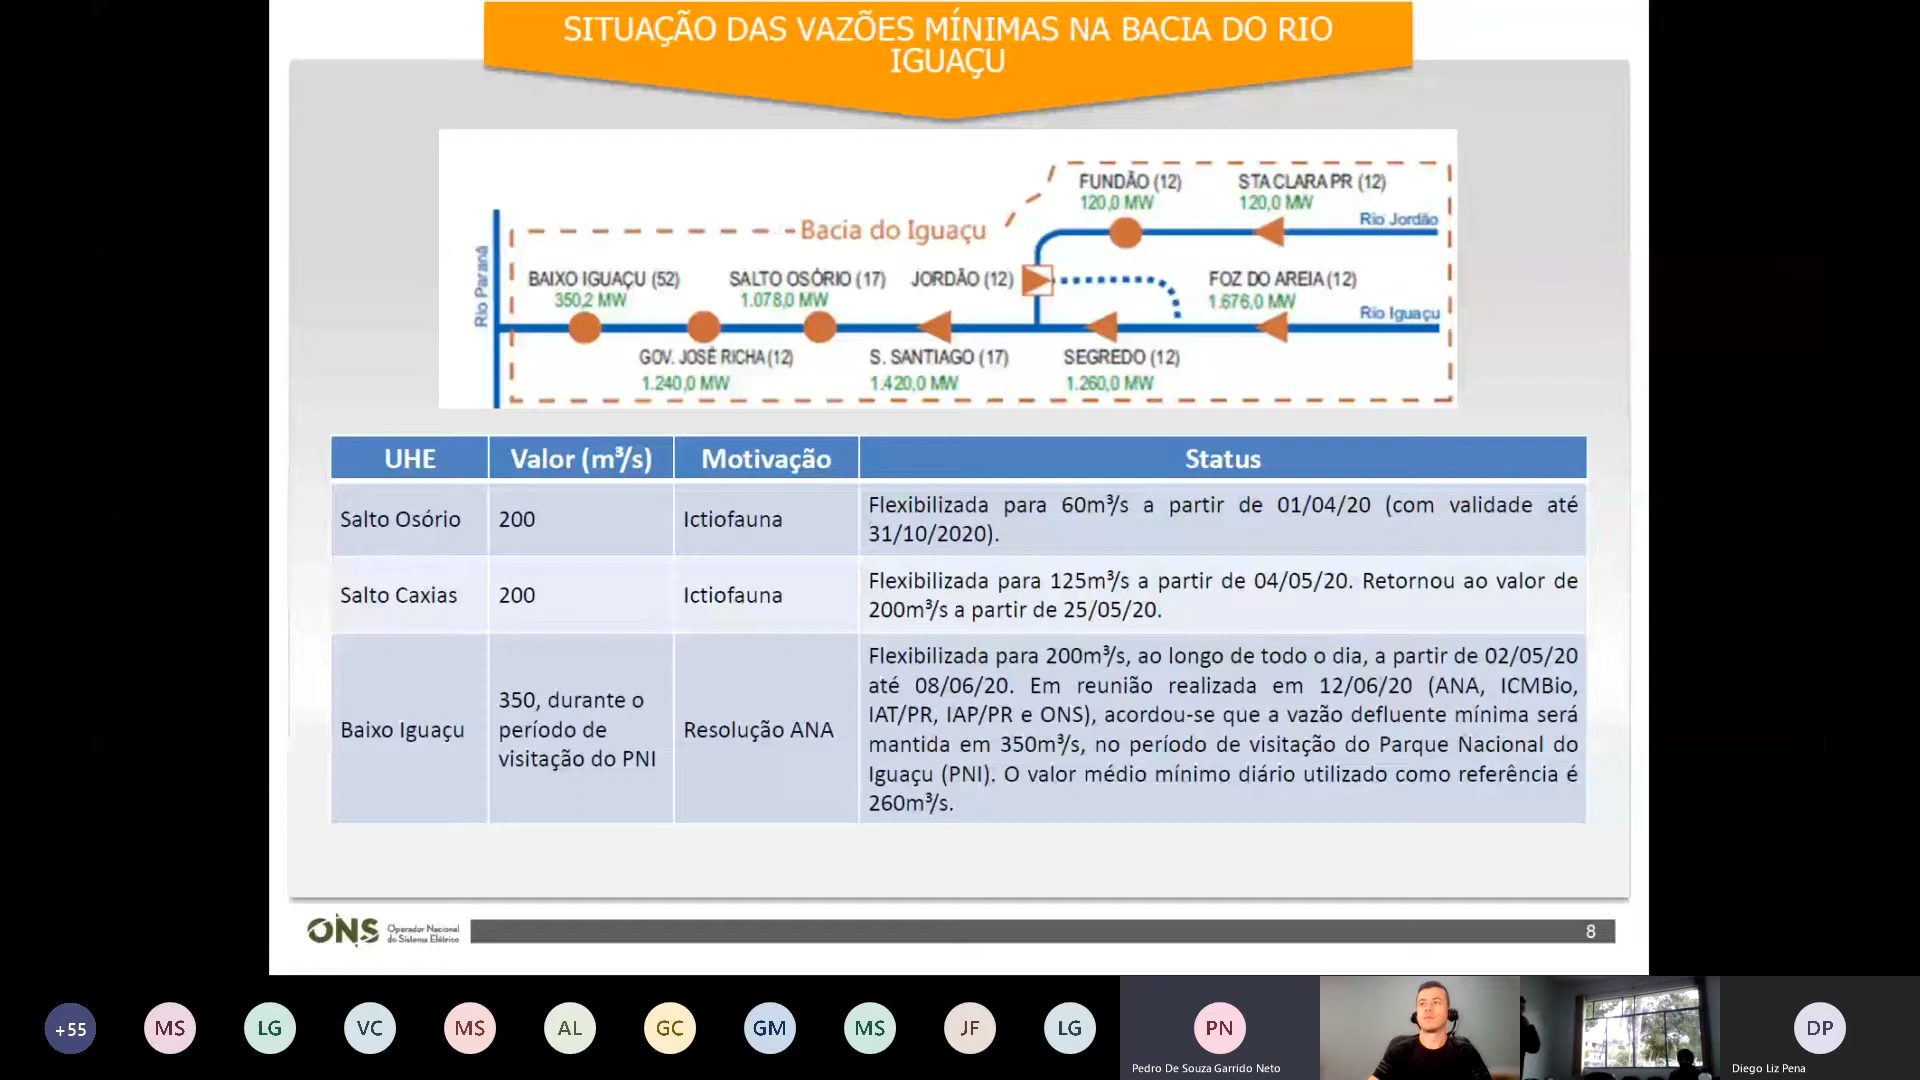 SITUAÇÃO DAS VAZÕES MÍNIMAS NA BACIA DO RIO
IGUAÇU
FUNDÃO (12)
120,0 MW
STA CLARA PR (12)
120,0 MW
Rio Jordão
Bacia do Iguaçu
Rio Paraná
BAIXO IGUAÇU (52)
350,2 MW
SALTO OSÓRIO (17)
1.078,0 MW
JORDÃO (12)
FOZ DO AREIA (12)
1.676,0 MW
Rio Iguaçu
GOV. JOSÉ RICHA (12)
1.240,0 MW
S. SANTIAGO (17)
1.420,0 MW
SEGREDO (12)
1.260,0 MW
UHE
Valor (m³/s)
Motivação
Status
Salto Osório
200
Ictiofauna
Flexibilizada para 60m³/s a partir de 01/04/20 (com validade até
31/10/2020).
Salto Caxias
200
Ictiofauna
Flexibilizada para 125m³/s a partir de 04/05/20. Retornou ao valor de
200m³/s a partir de 25/05/20.
Baixo Iguaçu
350, durante o
período de
visitação do PNI
Resolução ANA
Flexibilizada para 200m³/s, ao longo de todo o dia, a partir de 02/05/20
até 08/06/20. Em reunião realizada em 12/06/20 (ANA, ICMBio,
IAT/PR, IAP/PR e ONS), acordou-se que a vazão defluente mínima será
mantida em 350m³/s, no período de visitação do Parque Nacional do
Iguaçu (PNI). O valor médio mínimo diário utilizado como referência é
260m³/s.
ONS
Operador Nacional
do Sistema Elétrico
8
+55
MS
LG
VC
MS
AL
GC
GM
MS
JF
LG
PN
Pedro De Souza Garrido Neto
DP
Diego Liz Pena